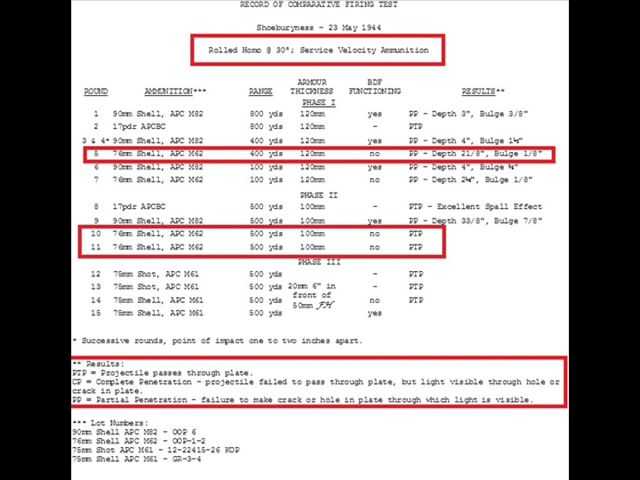 RECORD OF COMPARATIVE FIRING TEST
Shoeburyness - 23 May 1944
Rolled Homo @ 30°; Service Velocity Ammunition
ROUND AMMUNITION*** RANGE ARMOUR THICKNESS BDF FUNCTIONING RESULTS**
PHASE I
1 90mm Shell, APC M82 800 yds 120mm yes PP - Depth 3", Bulge 3/8"
2 17pdr APCBC 800 yds 120mm - PTP
3 & 4* 90mm Shell, APC M82 400 yds 120mm yes PP - Depth 4", Bulge 1¼"
5 76mm Shell, APC M62 400 yds 120mm no PP - Depth 21/8", Bulge 1/8"
6 90mm Shell, APC M82 100 yds 120mm yes PP - Depth 4", Bulge ¾"
7 76mm Shell, APC M62 100 yds 120mm no PP - Depth 2¼", Bulge 1/8"
PHASE II
8 17pdr APCBC 500 yds 100mm - PTP - Excellent Spall Effect
9 90mm Shell, APC M82 500 yds 100mm yes PP - Depth 33/8", Bulge 7/8"
10 76mm Shell, APC M62 500 yds 100mm no PTP
11 76mm Shell, APC M62 500 yds 100mm no PTP
PHASE III
12 75mm Shot, APC M61 500 yds - PTP
13 75mm Shot, APC M61 500 yds 20mm 6" in - PTP
14 75mm Shell, APC M61 500 yds front of no PTP
15 75mm Shell, APC M61 500 yds 50mm FH yes
* Successive rounds, point of impact one to two inches apart.
** Results:
PTP = Projectile passes through plate.
CP = Complete Penetration - projectile failed to pass through plate, but light visible through hole or
crack in plate.
PP = Partial Penetration - failure to make crack or hole in plate through which light is visible.
*** Lot Numbers:
90mm Shell APC M82 - OOP 6
76mm Shell APC M62 - OOP-1-2
75mm Shot APC M61 - 12-22415-26 KOP
75mm Shell APC M61 - GR-3-4